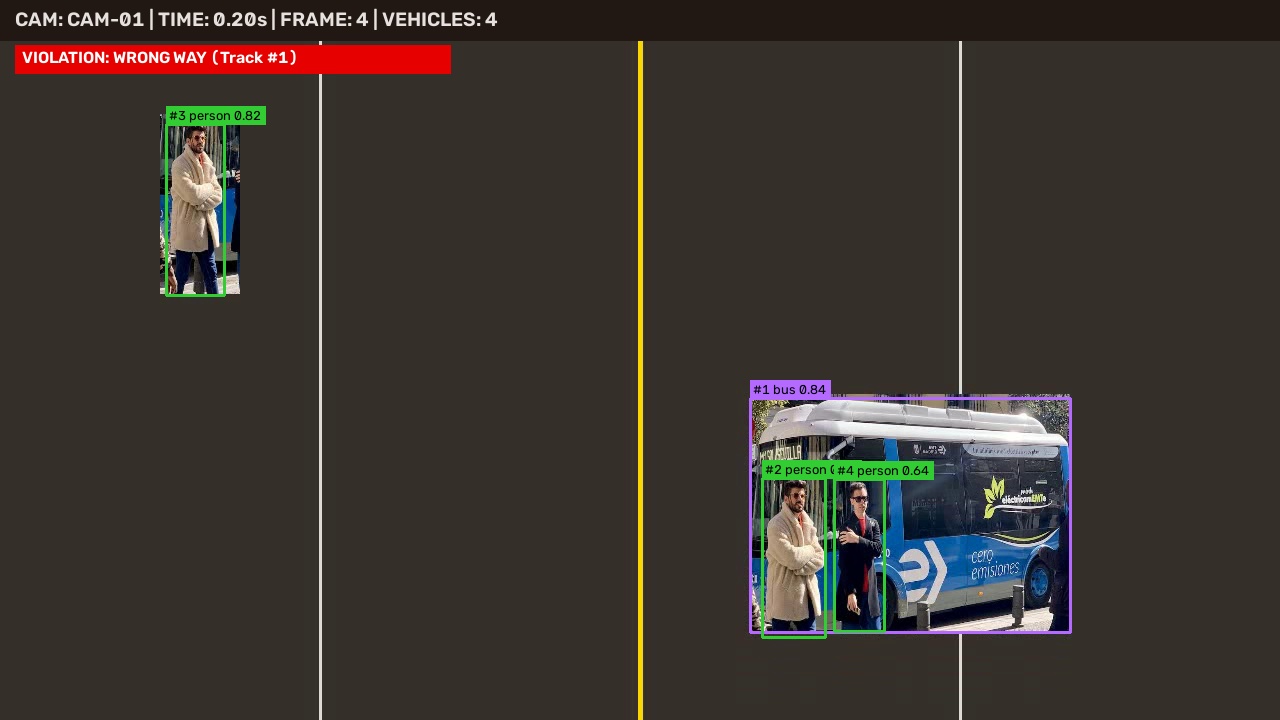 CAM: CAM-01 | TIME: 0.20s | FRAME: 4 | VEHICLES: 4
VIOLATION: WRONG WAY (Track #1)
#3 person 0.82
#1 bus 0.84
#2 person
#4 person 0.64
cero
emisiones